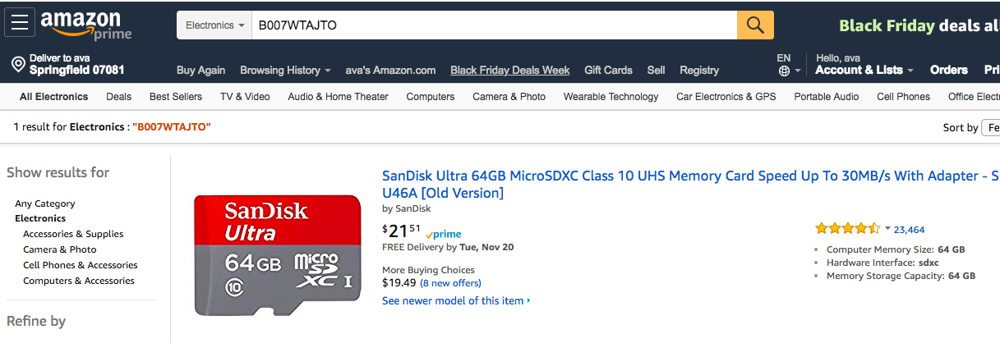 amazon
prime
Electronics
B007WTAJTO
Black Friday deals al
Deliver to ava
Springfield 07081
Buy Again
Browsing History
ava's Amazon.com
Black Friday Deals Week
Gift Cards
Sell
Registry
EN
Hello, ava
Account & Lists
Orders
Pri
All Electronics
Deals
Best Sellers
TV & Video
Audio & Home Theater
Computers
Camera & Photo
Wearable Technology
Car Electronics & GPS
Portable Audio
Cell Phones
Office Elect
1 result for Electronics : "B007WTAJTO"
Sort by
Fe
Show results for
Any Category
Electronics
Accessories & Supplies
Camera & Photo
Cell Phones & Accessories
Computers & Accessories
Refine by
SanDisk
Ultra
64GB
Micro
SD
XC I
10
SanDisk Ultra 64GB MicroSDXC Class 10 UHS Memory Card Speed Up To 30MB/s With Adapter - S
U46A [Old Version]
by SanDisk
$21 51 prime
FREE Delivery by Tue, Nov 20
More Buying Choices
$19.49 (8 new offers)
See newer model of this item
23,464
Computer Memory Size: 64 GB
Hardware Interface: sdxc
Memory Storage Capacity: 64 GB